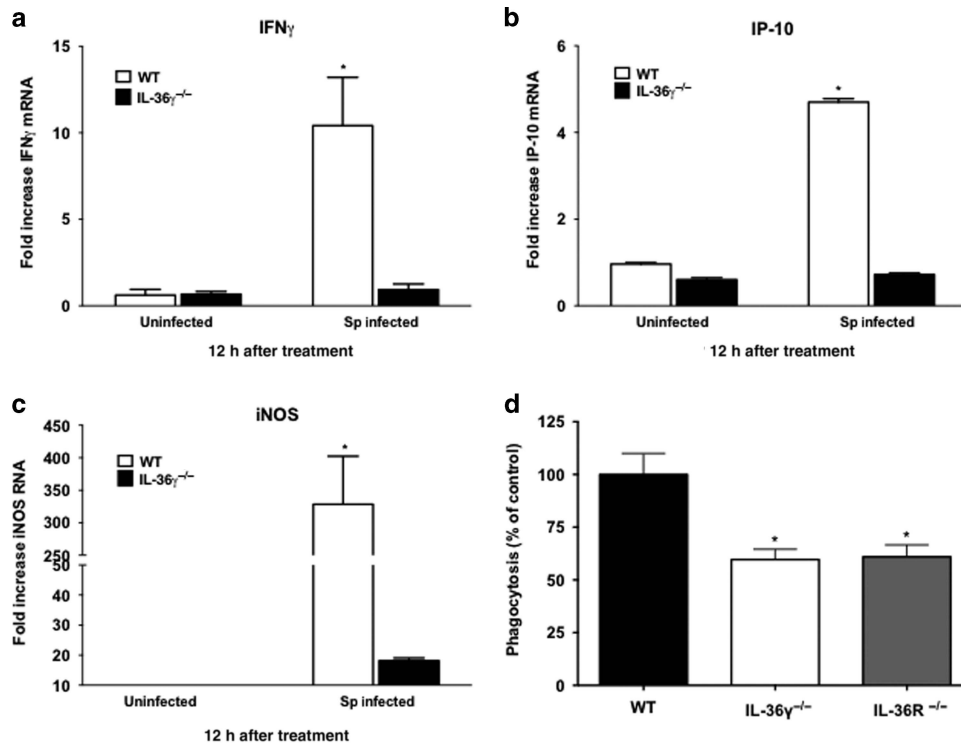 a
IFNγ
Fold increase IFNγ mRNA
15
10
5
0
WT
IL-36γ−/−
*
Uninfected
Sp infected
12 h after treatment
b
IP-10
Fold increase IP-10 mRNA
6
4
2
0
WT
IL-36γ−/−
*
Uninfected
Sp infected
12 h after treatment
c
iNOS
Fold increase iNOS RNA
450
400
350
300
250
50
40
30
20
10
WT
IL-36γ−/−
*
Uninfected
Sp infected
12 h after treatment
d
Phagocytosis (% of control)
125
100
75
50
25
0
*
*
WT
IL-36γ−/−
IL-36R −/−